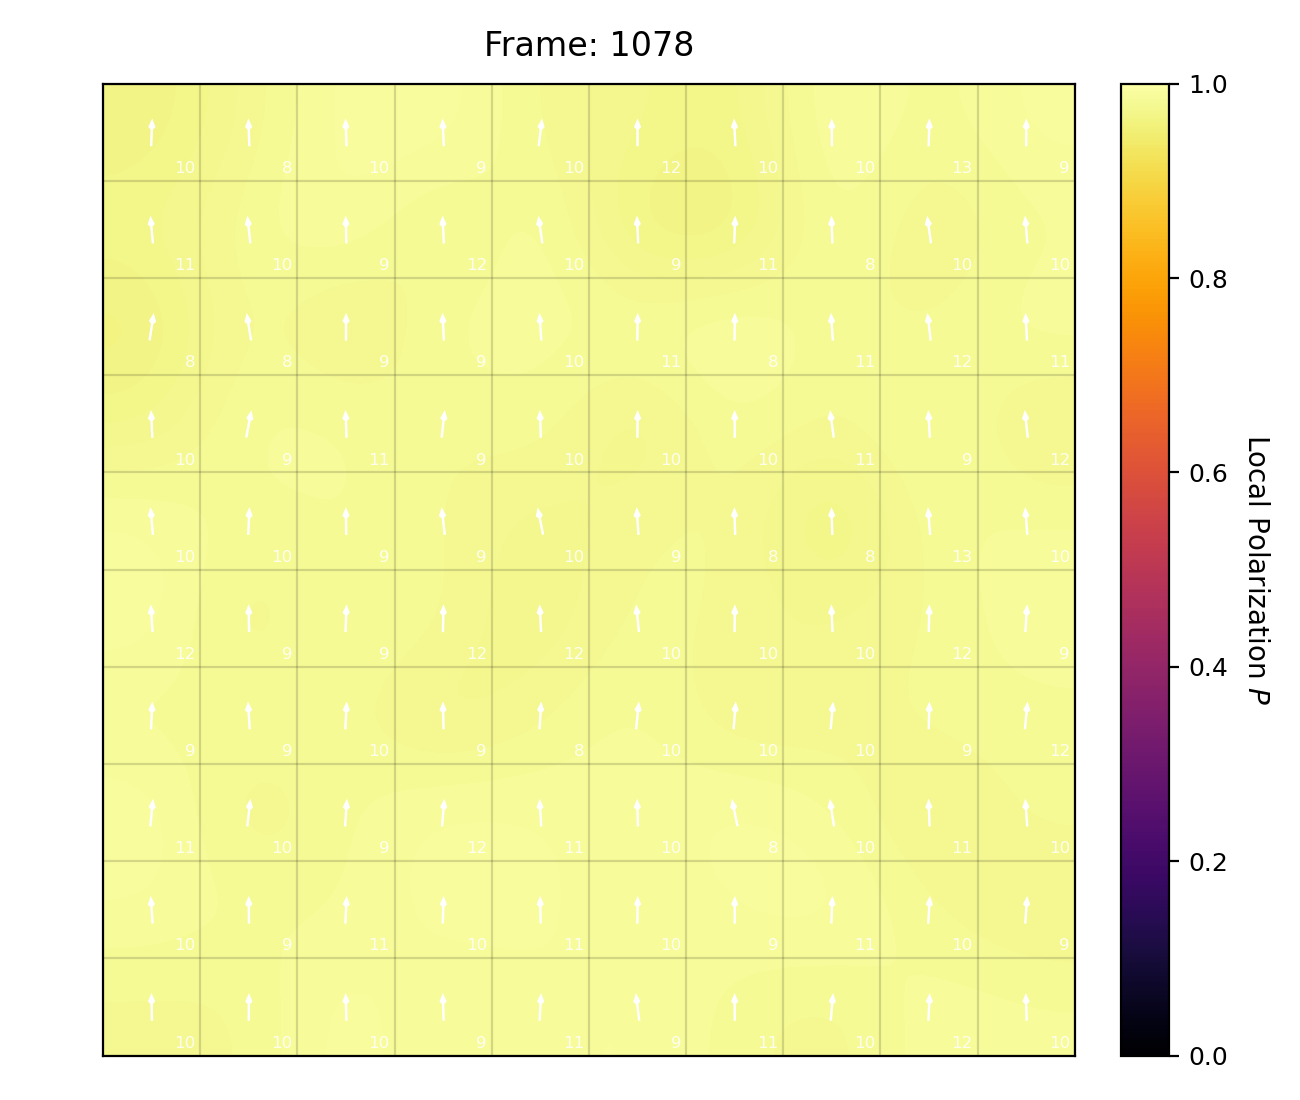 Frame: 1078
10 8 10 9 10 12 10 10 13 9
11 10 9 12 10 9 11 8 10 10
8 8 9 9 10 11 8 11 12 11
10 9 11 9 10 10 10 11 9 12
10 10 9 9 10 9 8 8 13 10
12 9 9 12 12 10 10 10 12 9
9 9 10 9 8 10 10 10 9 12
11 10 9 12 11 10 8 10 11 10
10 9 11 10 11 10 9 11 10 9
10 10 10 9 11 9 11 10 12 10
1.0
0.8
0.6
0.4
0.2
0.0
Local Polarization P